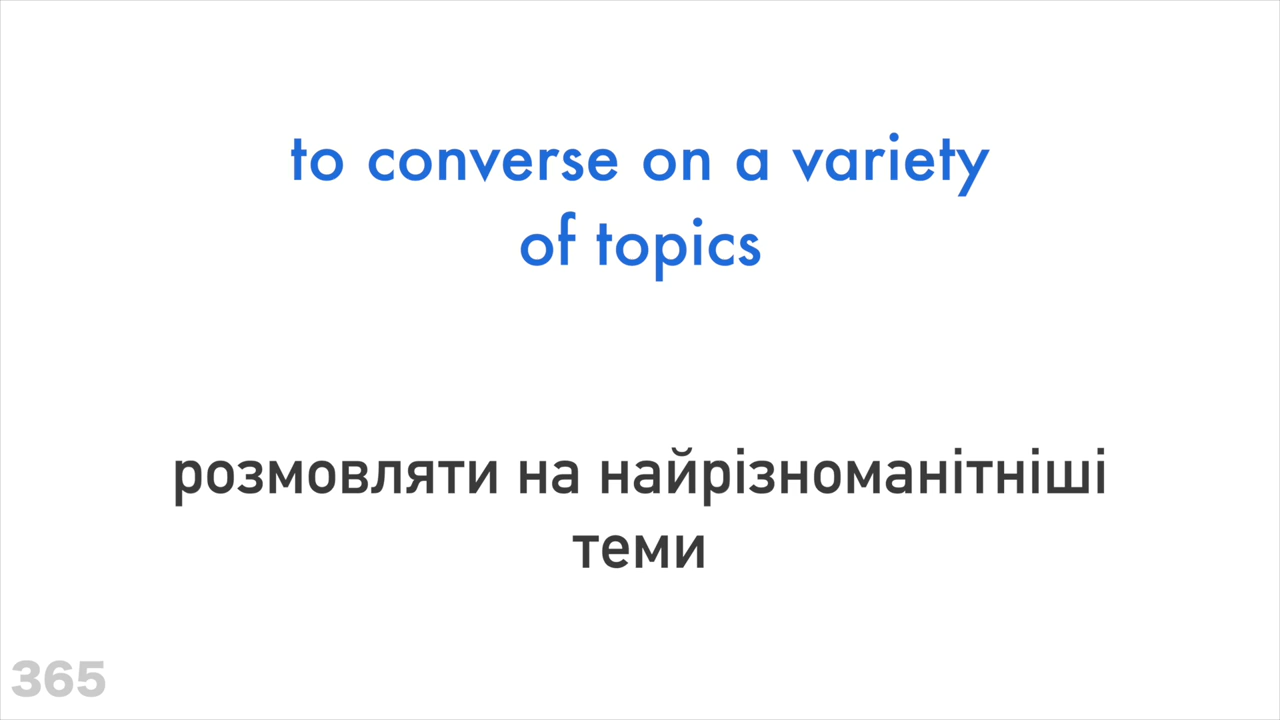 to converse on a variety
of topics
розмовляти на найрізноманітніші
теми
365